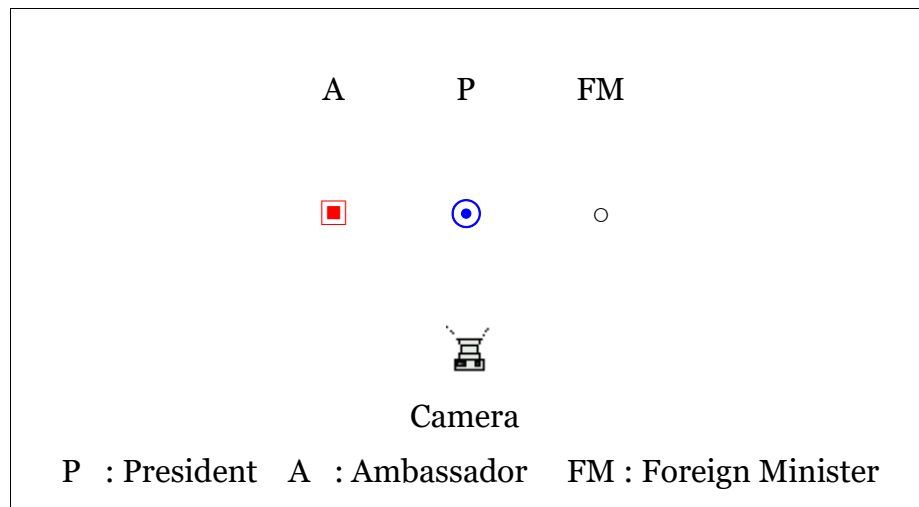 A P FM
Camera
P : President A : Ambassador FM : Foreign Minister